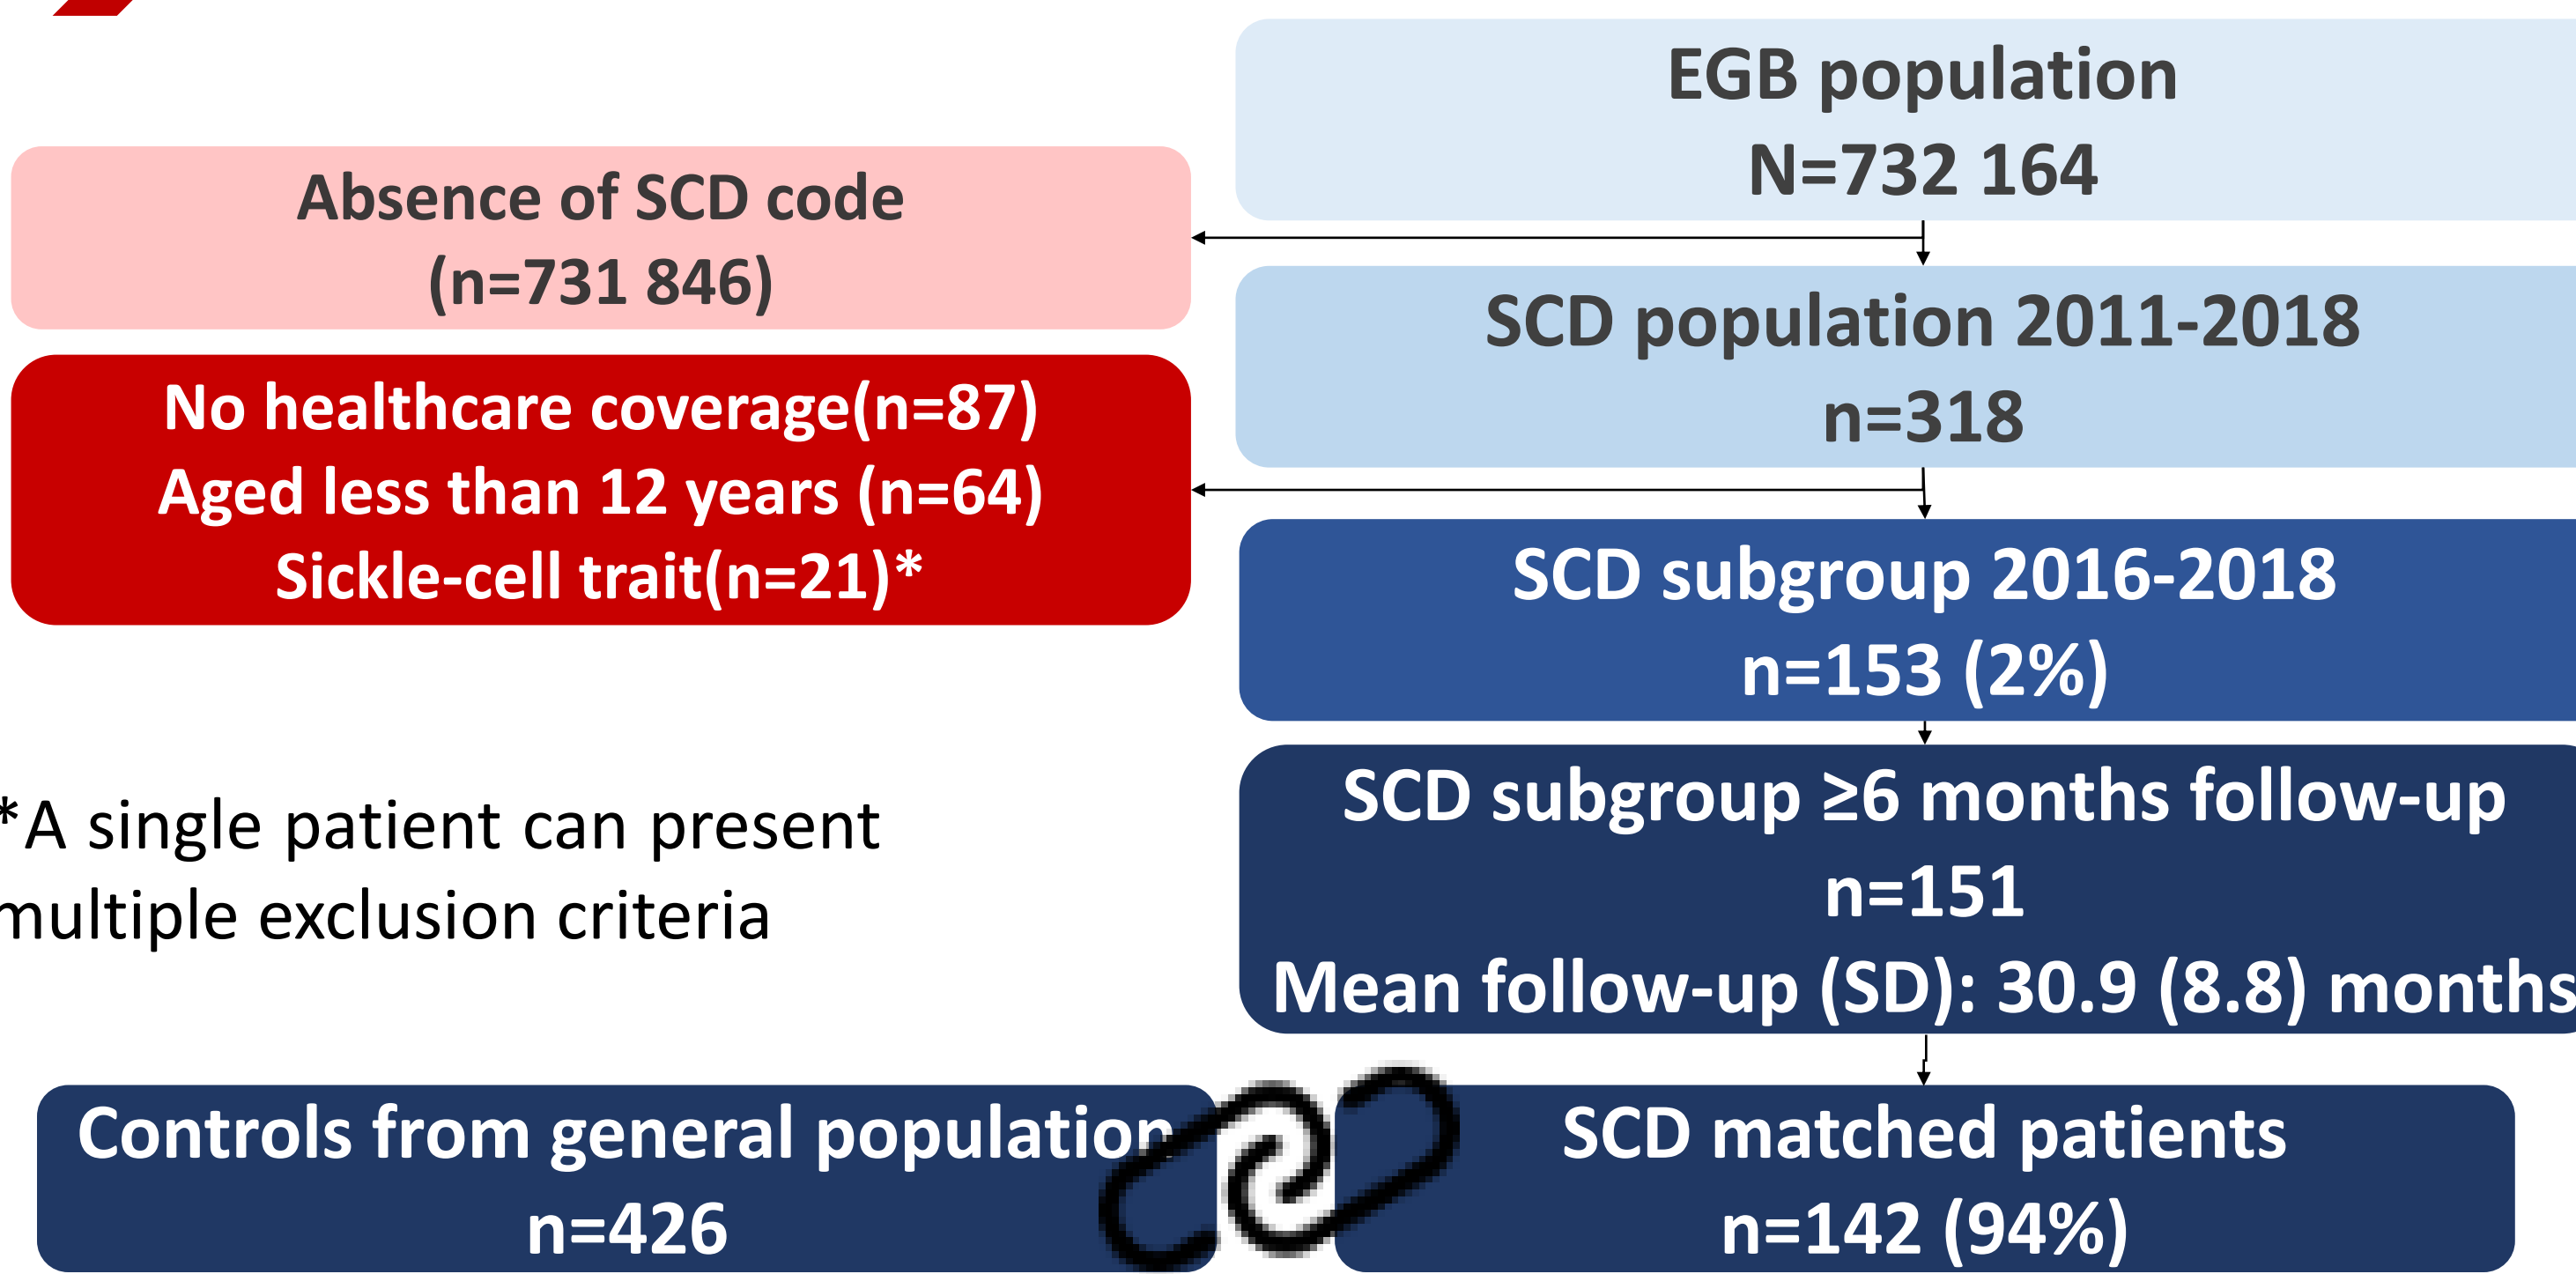 EGB population
N=732 164
Absence of SCD code
(n=731 846)
SCD population 2011-2018
n=318
No healthcare coverage(n=87)
Aged less than 12 years (n=64)
Sickle-cell trait(n=21)*
SCD subgroup 2016-2018
n=153 (2%)
SCD subgroup ≥6 months follow-up
n=151
Mean follow-up (SD): 30.9 (8.8) months
*A single patient can present
multiple exclusion criteria
Controls from general population
n=426
SCD matched patients
n=142 (94%)